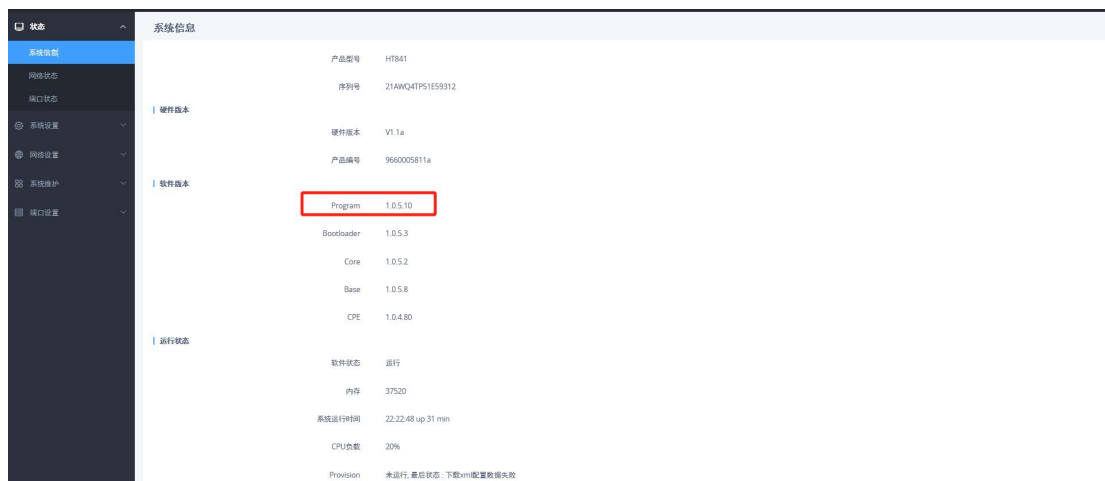 状态
系统信息
网络状态
端口状态
系统设置
网络设置
系统维护
端口设置
系统信息
产品型号 HT841
序列号 21AWQ4TP51E59312
硬件版本
硬件版本 V1.1a
产品编号 9660005811a
软件版本
Program 1.0.5.10
Bootloader 1.0.5.3
Core 1.0.5.2
Base 1.0.5.8
CPE 1.0.4.80
运行状态
软件状态 运行
内存 37520
系统运行时间 22:22:48 up 31 min
CPU负载 20%
Provision 未运行, 最后状态 : 下载xml配置数据失败